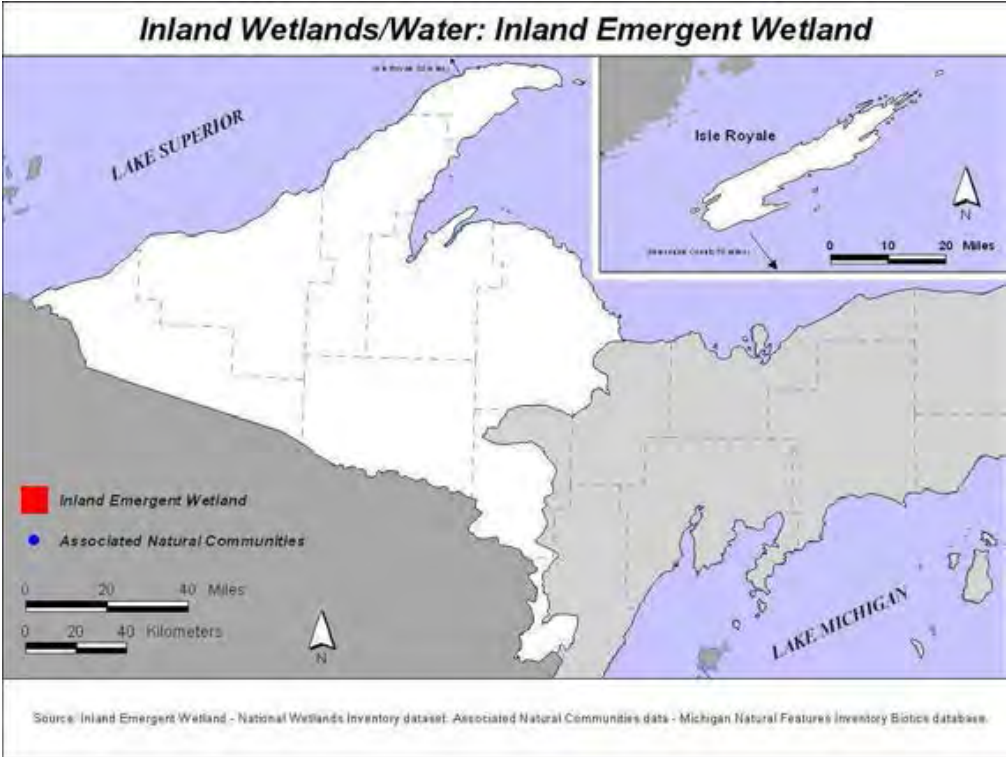 Inland Wetlands/Water: Inland Emergent Wetland
LAKE SUPERIOR
Isle Royale
N
0 10 20 Miles
Inland Emergent Wetland
Associated Natural Communities
0 20 40 Miles
0 20 40 Kilometers
N
LAKE MICHIGAN
Source: Inland Emergent Wetland - National Wetlands Inventory dataset. Associated Natural Communities data - Michigan Natural Features Inventory Biotics database.